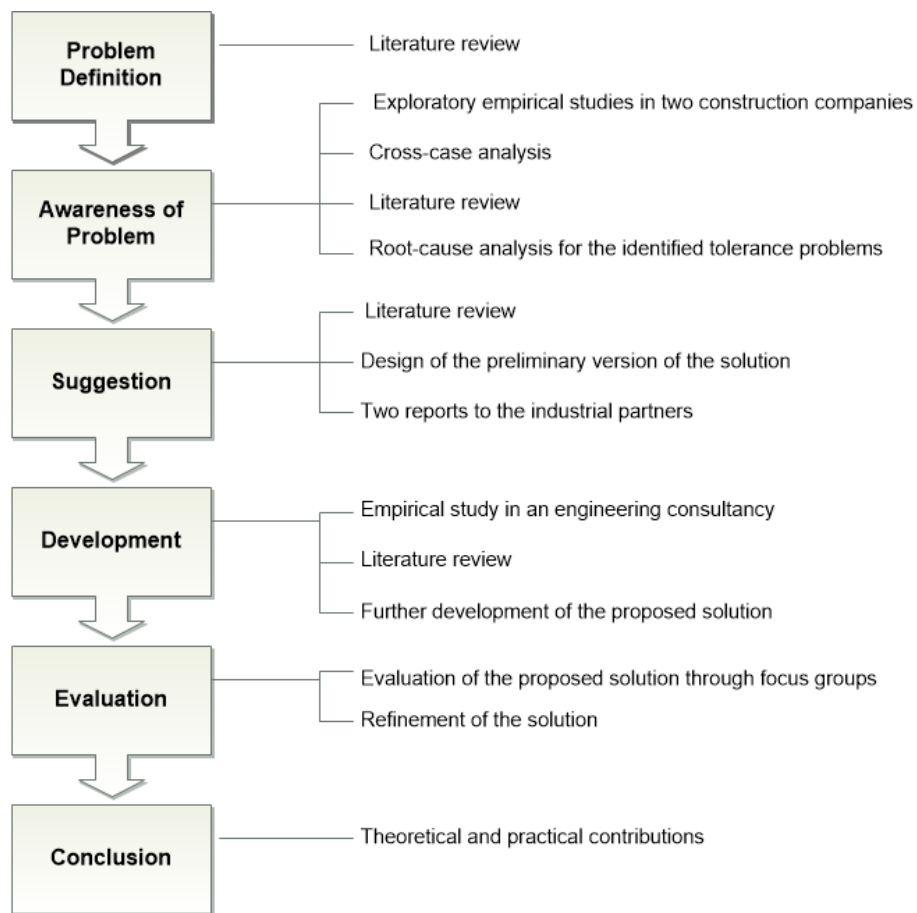 Problem
Definition
Literature review
Exploratory empirical studies in two construction companies
Cross-case analysis
Awareness of
Problem
Literature review
Root-cause analysis for the identified tolerance problems
Literature review
Suggestion
Design of the preliminary version of the solution
Two reports to the industrial partners
Development
Empirical study in an engineering consultancy
Literature review
Further development of the proposed solution
Evaluation
Evaluation of the proposed solution through focus groups
Refinement of the solution
Conclusion
Theoretical and practical contributions